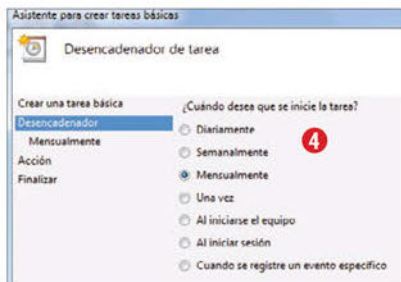 Asistente para crear tareas básicas
Desencadenador de tarea
Crear una tarea básica
Desencadenador
Mensualmente
Acción
Finalizar
¿Cuándo desea que se inicie la tarea?
Diariamente
4
Semanalmente
Mensualmente
Una vez
Al iniciarse el equipo
Al iniciar sesión
Cuando se registre un evento específico